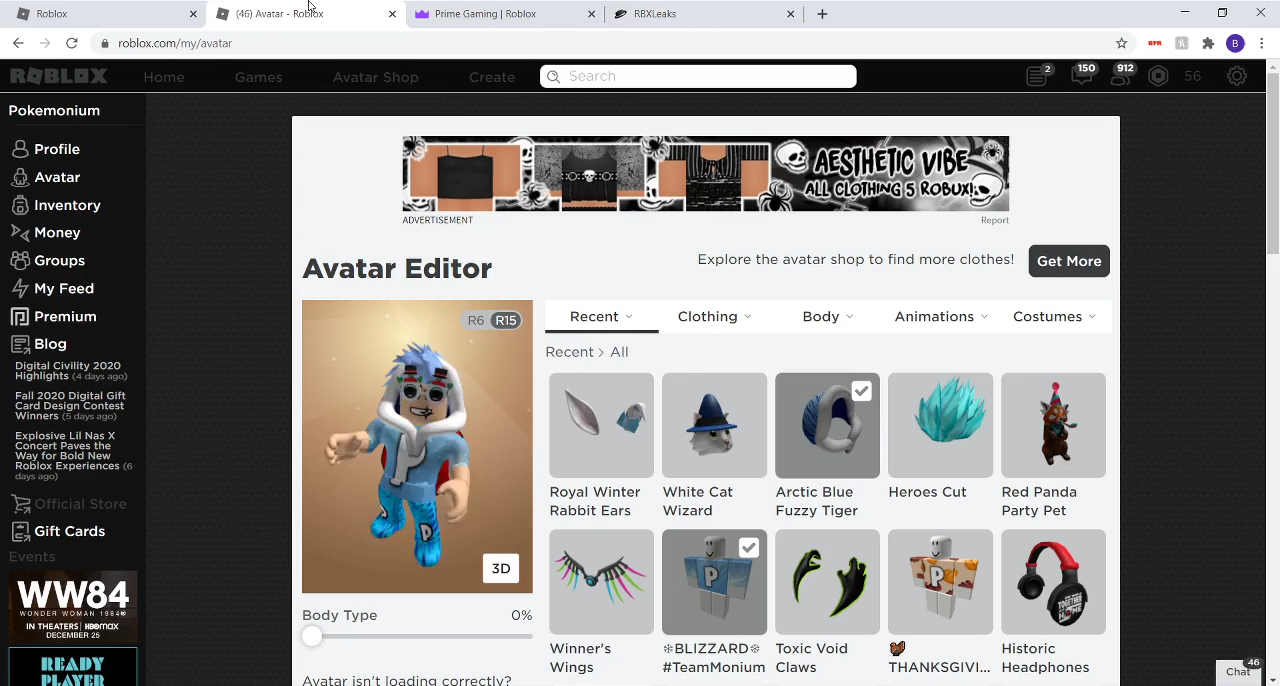 Roblox
(46) Avatar - Roblox
Prime Gaming | Roblox
RBXLeaks
roblox.com/my/avatar
BTR
B
ROBLOX
Home
Games
Avatar Shop
Create
Search
2
150
912
56
Pokemonium
Profile
Avatar
Inventory
Money
Groups
My Feed
Premium
Blog
Digital Civility 2020
Highlights (4 days ago)
Fall 2020 Digital Gift
Card Design Contest
Winners (5 days ago)
Explosive Lil Nas X
Concert Paves the
Way for Bold New
Roblox Experiences (6
days ago)
Official Store
Gift Cards
Events
WW84
WONDER WOMAN 1984
IN THEATERS | HBOMAX
DECEMBER 25
READY
PLAYER
AESTHETIC VIBE
ALL CLOTHING 5 ROBUX!
ADVERTISEMENT
Report
Avatar Editor
Explore the avatar shop to find more clothes!
Get More
R6
R15
P
3D
Body Type
0%
Avatar isn't loading correctly?
Recent
Clothing
Body
Animations
Costumes
Recent > All
Royal Winter
Rabbit Ears
White Cat
Wizard
Arctic Blue
Fuzzy Tiger
Heroes Cut
Red Panda
Party Pet
P
P
TOGETHER
HOME
Winner's
Wings
❄BLIZZARD❄
#TeamMonium
Toxic Void
Claws
🦃
THANKSGIVI...
Historic
Headphones
Chat
46